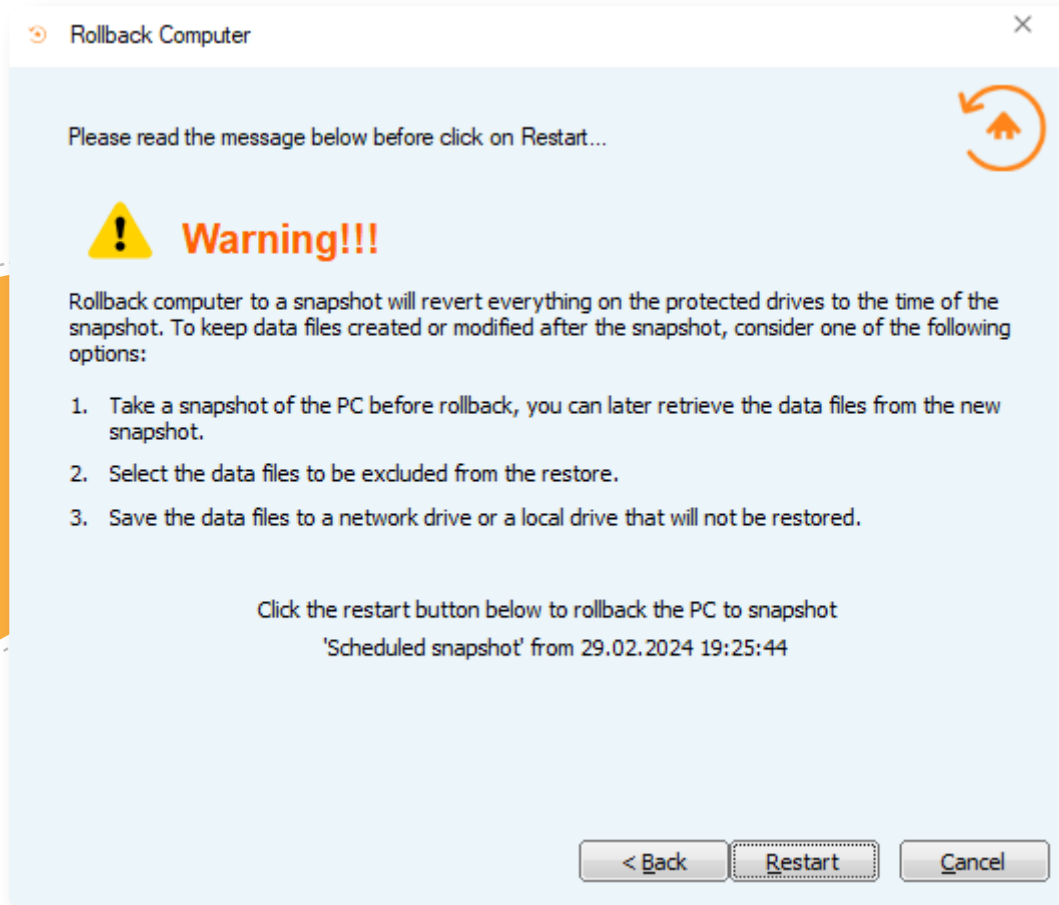 Rollback Computer
Please read the message below before click on Restart...
Warning!!!
Rollback computer to a snapshot will revert everything on the protected drives to the time of the
snapshot. To keep data files created or modified after the snapshot, consider one of the following
options:
1. Take a snapshot of the PC before rollback, you can later retrieve the data files from the new
snapshot.
2. Select the data files to be excluded from the restore.
3. Save the data files to a network drive or a local drive that will not be restored.
Click the restart button below to rollback the PC to snapshot
'Scheduled snapshot' from 29.02.2024 19:25:44
< Back Restart Cancel